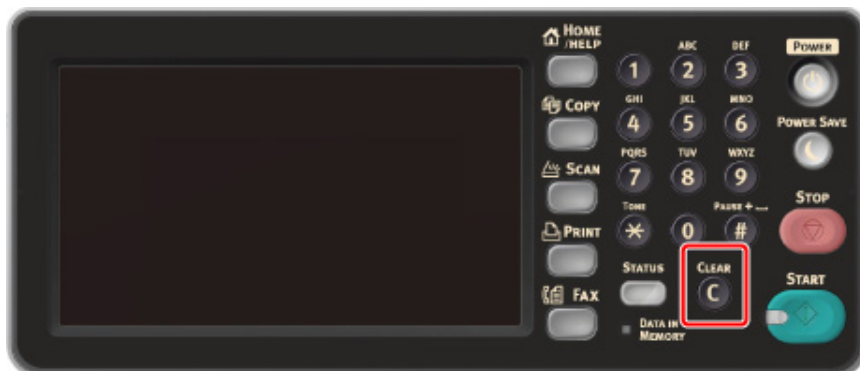 HOME
/HELP
COPY
SCAN
PRINT
FAX
ABC
DEF
1
2
3
GHI
JKL
MNO
4
5
6
PQRS
TUV
WXYZ
7
8
9
TONE
PAUSE +
*
0
#
STATUS
CLEAR
C
DATA IN
MEMORY
POWER
POWER SAVE
STOP
START